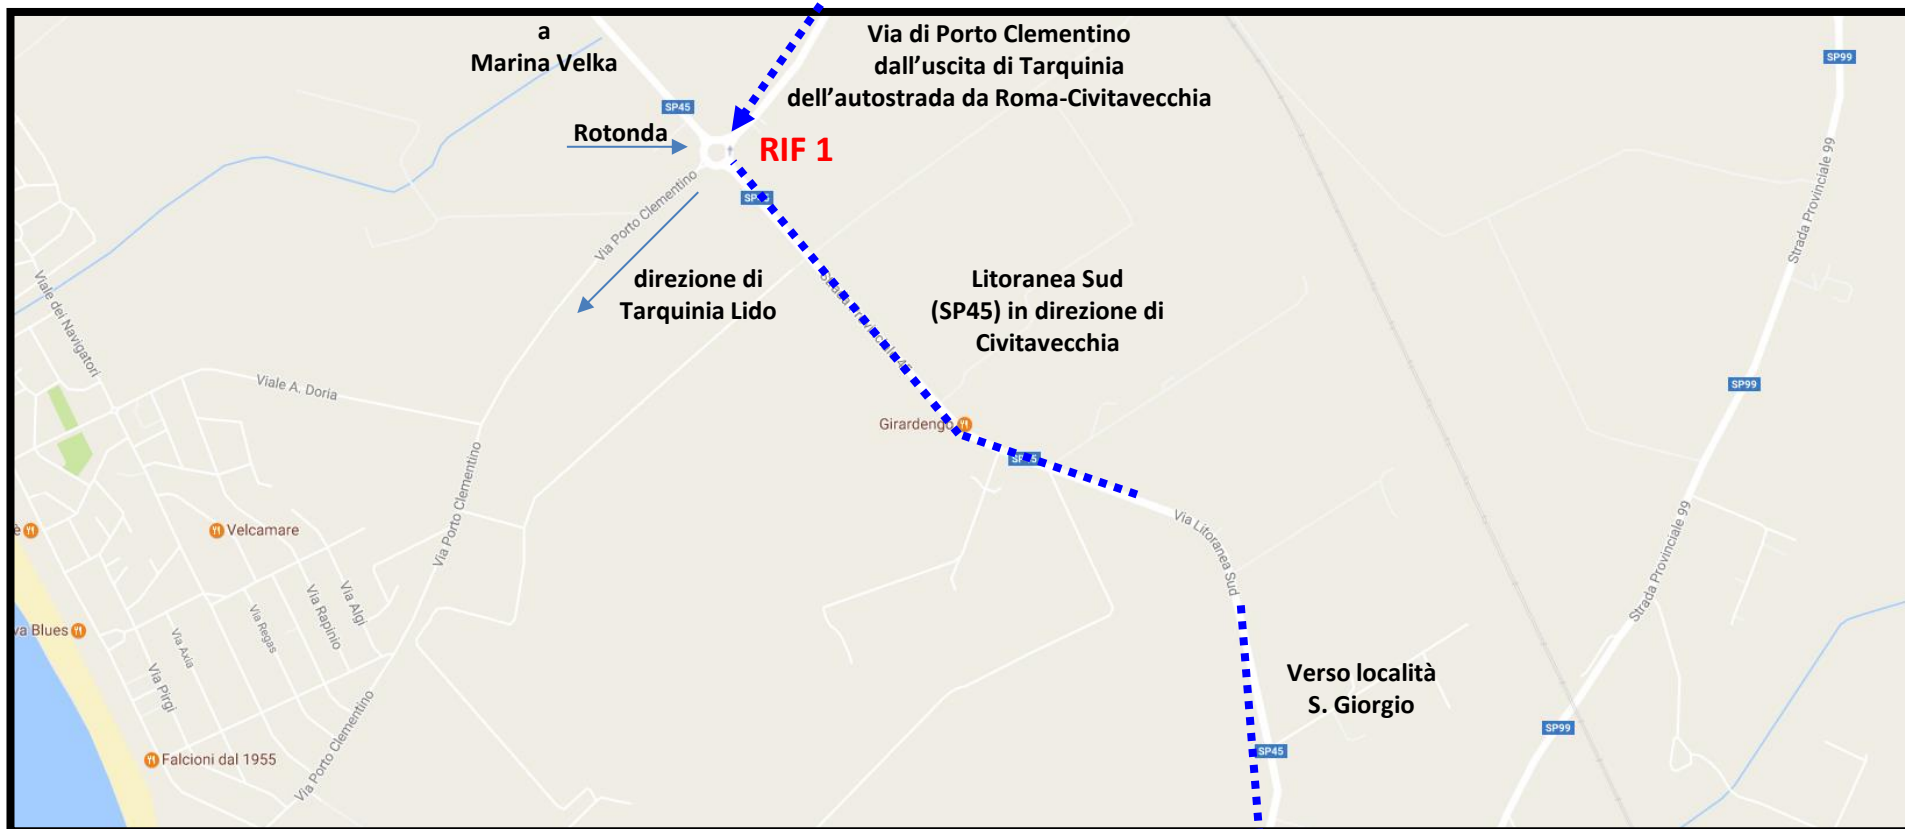 a
Marina Velka
Via di Porto Clementino
dall’uscita di Tarquinia
dell’autostrada da Roma-Civitavecchia
SP99
SP45
Rotonda
RIF 1
Via Porto Clementino
direzione di
Tarquinia Lido
Litoranea Sud
(SP45) in direzione di
Civitavecchia
Strada Provinciale 99
Viale dei Navigatori
Viale A. Doria
SP99
Girardengo
Via Porto Clementino
Velcamare
Via Litoranea Sud
Strada Provinciale 99
Via Algi
Via Rapinio
Via Regas
Via Axia
Via Pirgi
va Blues
Verso località
S. Giorgio
SP99
SP45
Falcioni dal 1955
Via Porto Clementino